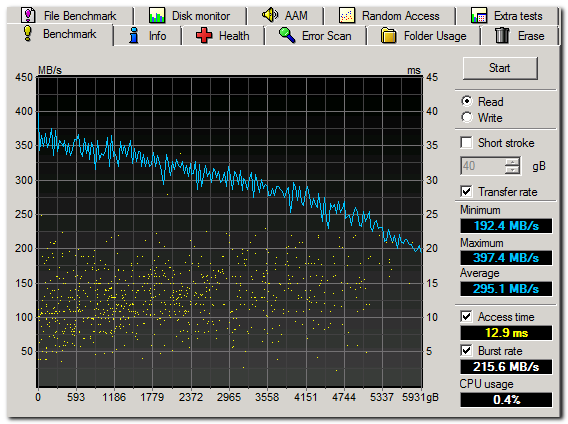 File Benchmark Disk monitor AAM Random Access Extra tests
Benchmark Info Health Error Scan Folder Usage Erase
MB/s ms
450 45
400 40
350 35
300 30
250 25
200 20
150 15
100 10
50 5
0 593 1186 1779 2372 2965 3558 4151 4744 5337 5931gB
Start
Read
Write
Short stroke
40 gB
Transfer rate
Minimum
192.4 MB/s
Maximum
397.4 MB/s
Average
295.1 MB/s
Access time
12.9 ms
Burst rate
215.6 MB/s
CPU usage
0.4%